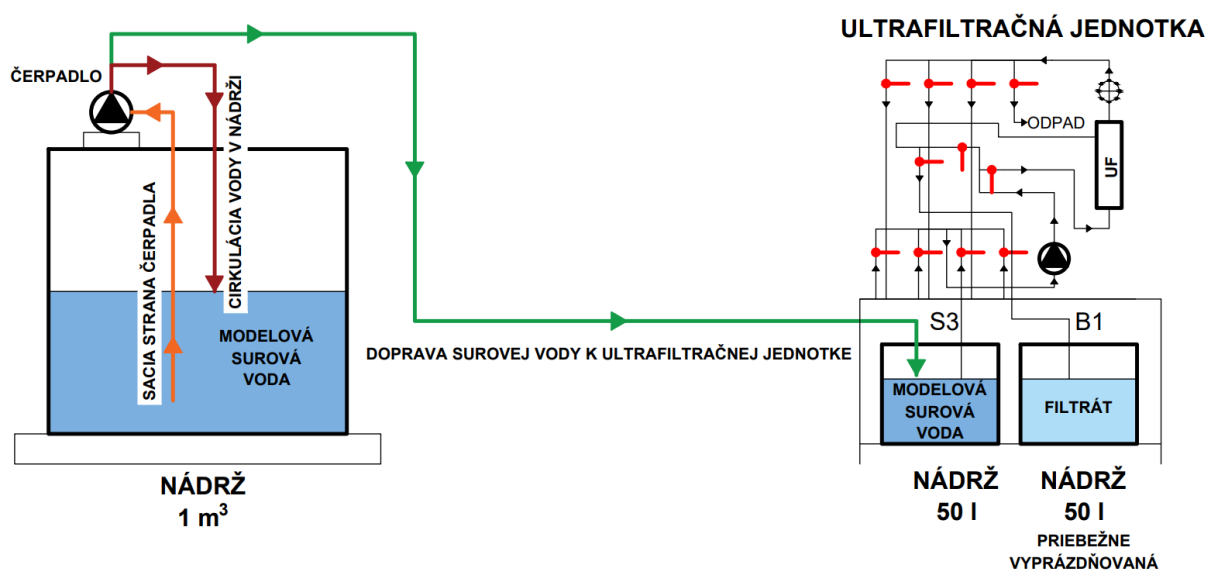 ULTRAFILTRAČNÁ JEDNOTKA
ČERPADLO
SACIA STRANA ČERPADLA
CIRKULÁCIA VODY V NÁDRŽI
MODELOVÁ
SUROVÁ
VODA
NÁDRŽ
1 m³
DOPRAVA SUROVEJ VODY K ULTRAFILTRAČNEJ JEDNOTKE
ODPAD
UF
S3
B1
MODELOVÁ
SUROVÁ
VODA
FILTRÁT
NÁDRŽ
50 l
NÁDRŽ
50 l
PRIEBEŽNE
VYPRÁZDŇOVANÁ